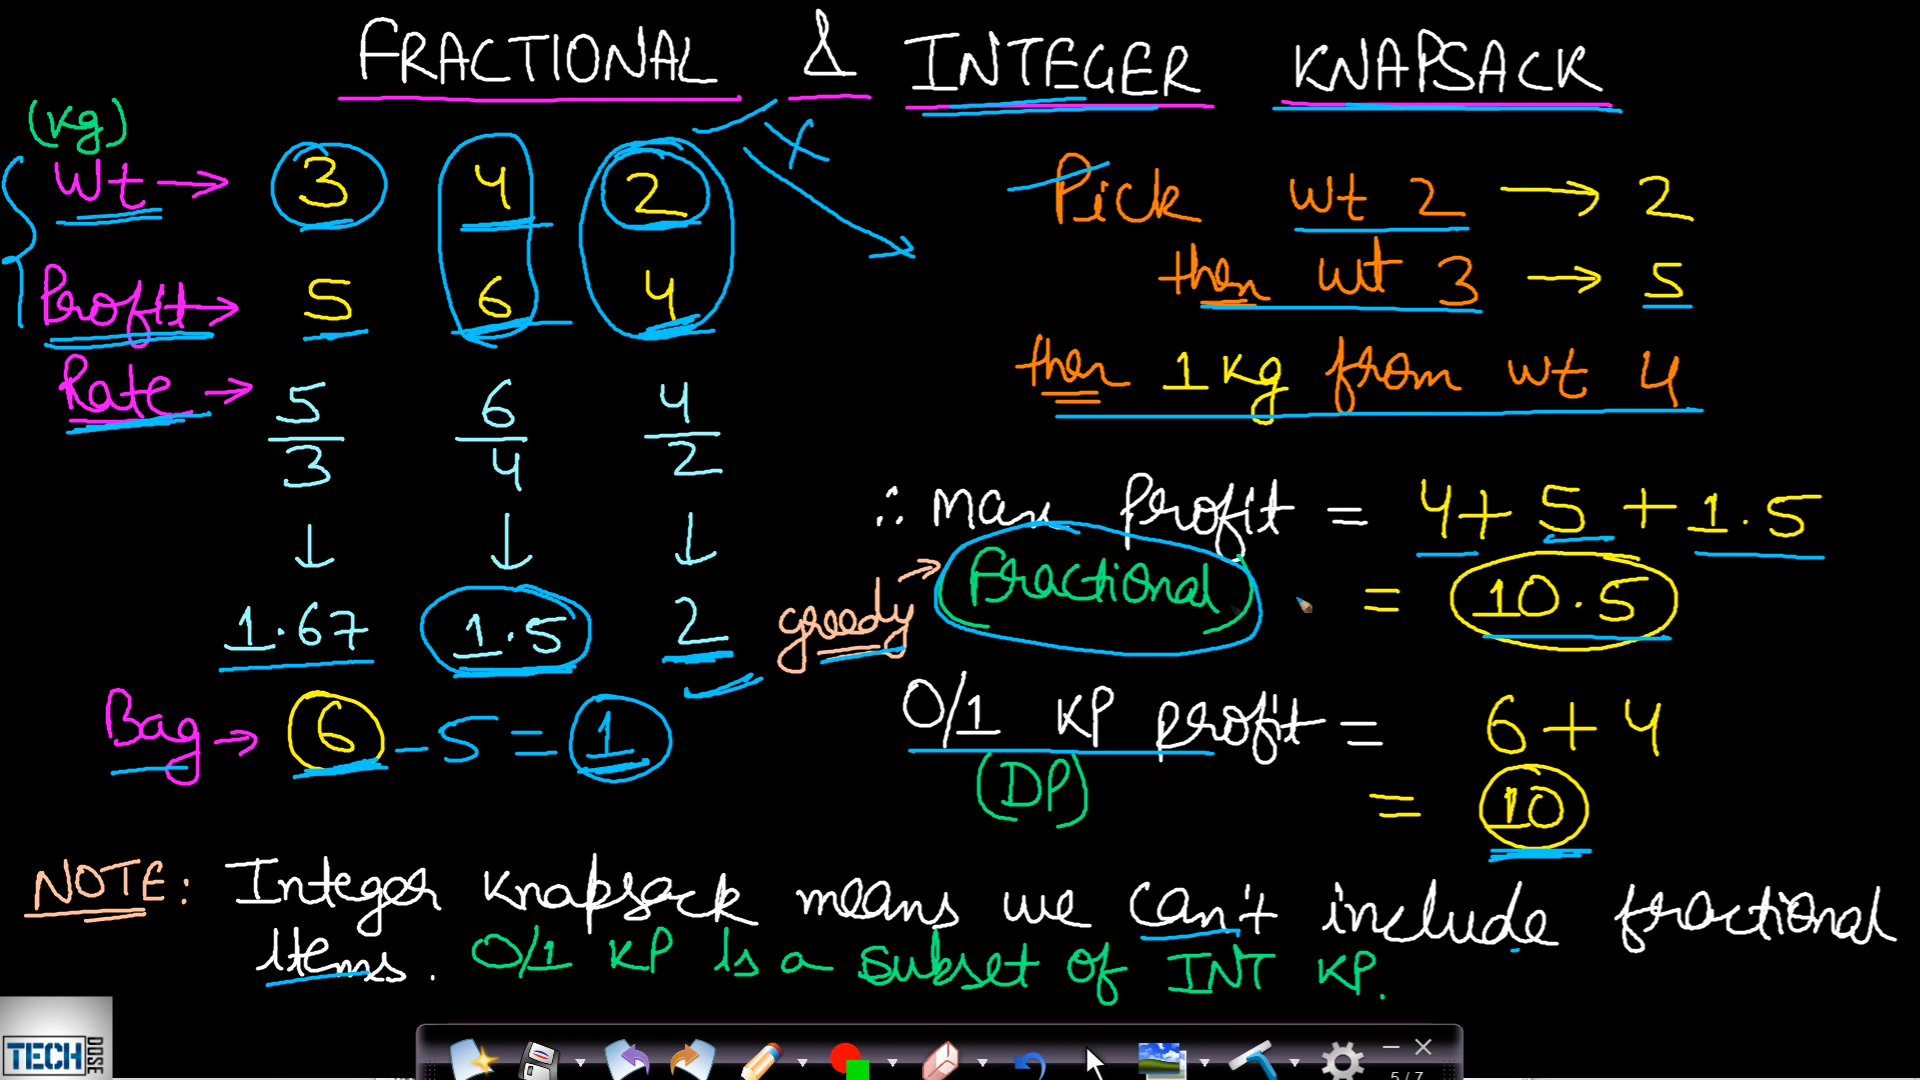 FRACTIONAL & INTEGER KNAPSACK
(Kg)
Wt → 3 4 2
Profit → 5 6 4
Rate → 5/3 6/4 4/2
↓ ↓ ↓
1.67 1.5 2
Bag → 6 - 5 = 1
X
Pick wt 2 → 2
then wt 3 → 5
then 1 Kg from wt 4
∴ Max Profit = 4 + 5 + 1.5
greedy → (Fractional) = 10.5
0/1 KP profit = 6 + 4
(DP) = 10
NOTE: Integer Knapsack means we can't include fractional
Items. 0/1 KP Is a subset of INT KP.
TECH DOSE
5 / 7